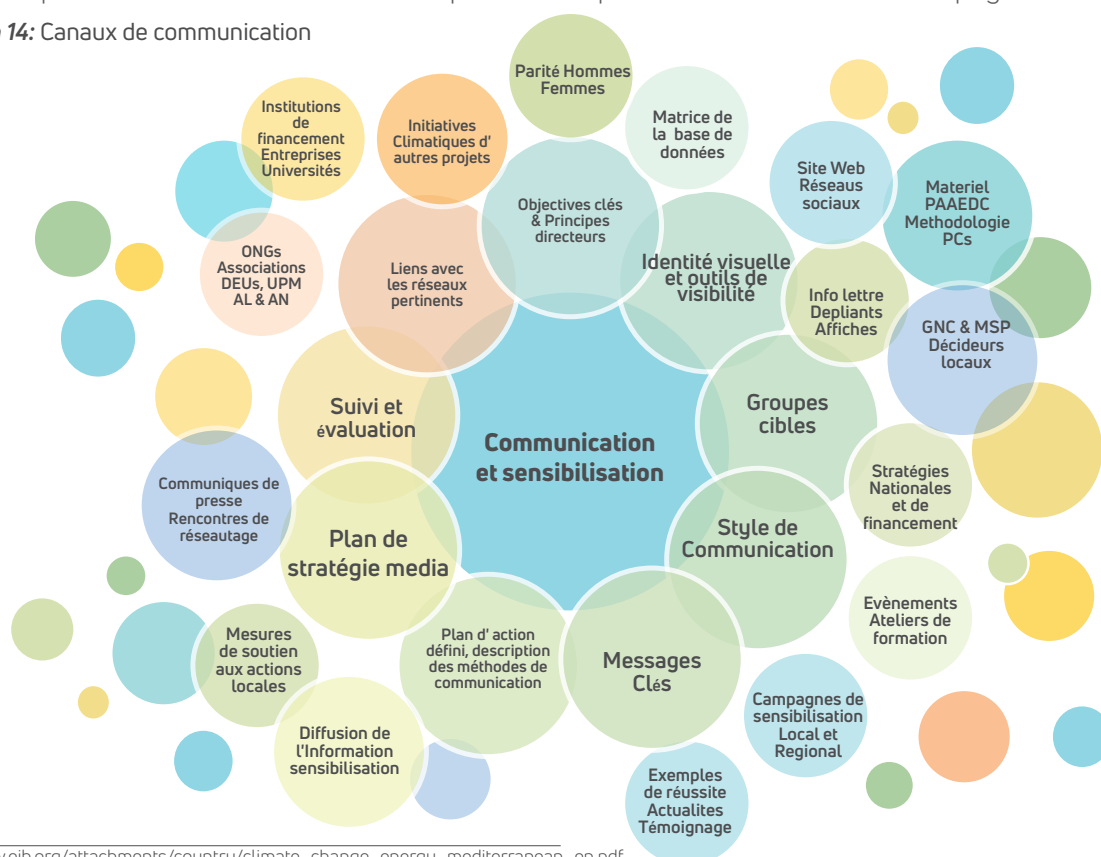 14: Canaux de communication
Parité Hommes
Femmes
Institutions
de
financement
Entreprises
Universités
Initiatives
Climatiques d'
autres projets
Matrice de
la base de
données
Site Web
Réseaus
sociaux
Materiel
PAAEDC
Methodologie
PCs
Objectives clés
& Principes
directeurs
ONGs
Associations
DEUs, UPM
AL & AN
Liens avec
les réseaux
pertinents
Identité visuelle
et outils de
visibilité
Info lettre
Depliants
Affiches
GNC & MSP
Décideurs
locaux
Suivi et
évaluation
Groupes
cibles
Communication
et sensibilisation
Communiques de
presse
Rencontres de
réseautage
Stratégies
Nationales
et de
financement
Plan de
stratégie media
Style de
Communication
Evènements
Ateliers de
formation
Mesures
de soutien
aux actions
locales
Plan d' action
défini, description
des méthodes de
communication
Messages
Clés
Campagnes de
sensibilisation
Local et
Regional
Diffusion de
l'Information
sensibilisation
Exemples
de réussite
Actualites
Témoignage